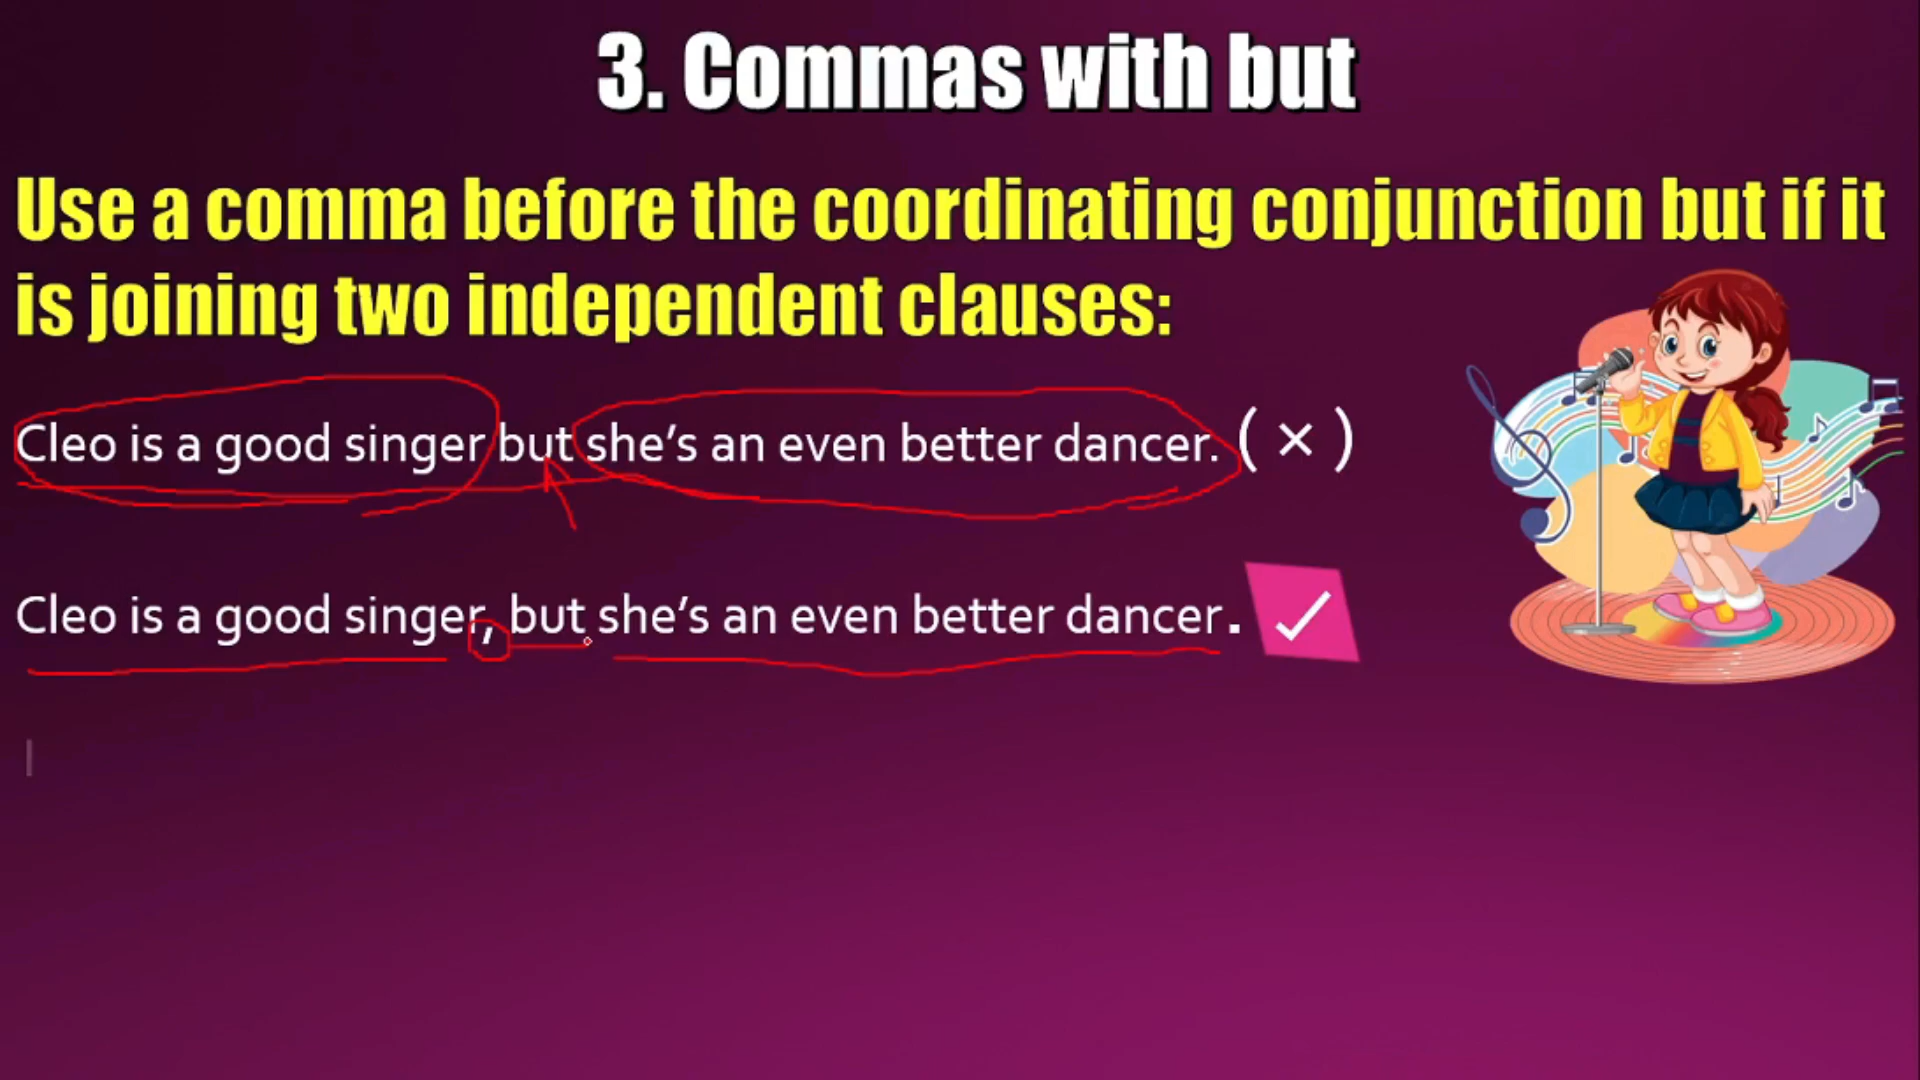 3. Commas with but
Use a comma before the coordinating conjunction but if it
is joining two independent clauses:
Cleo is a good singer but she’s an even better dancer. ( × )
Cleo is a good singer, but she’s an even better dancer. ✓